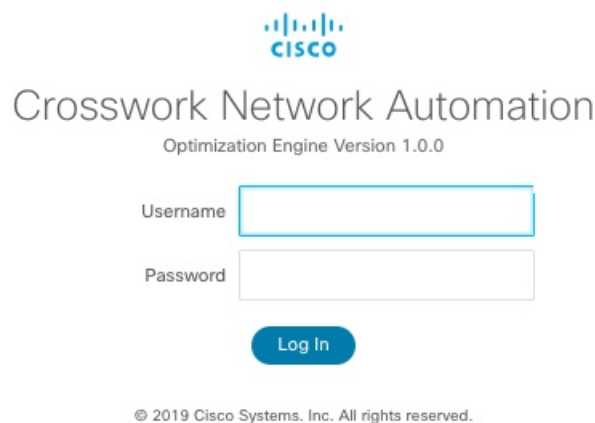 CISCO
Crosswork Network Automation
Optimization Engine Version 1.0.0
Username
Password
Log In
© 2019 Cisco Systems. Inc. All rights reserved.